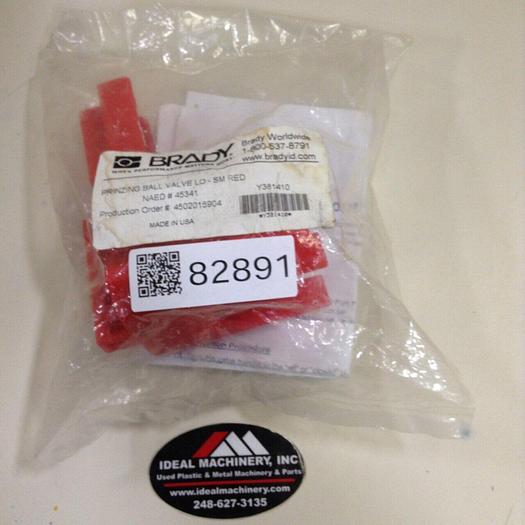 BRADY
WHEN PERFORMANCE MATTERS MOST
Brady Worldwide
1-800-537-8791
www.bradyid.com
PRINZING BALL VALVE LO - SM RED
NAED # 45341
Production Order #: 4502015904
MADE IN USA
Y381410
*Y381410*
82891
Procedure
IDEAL MACHINERY, INC
Used Plastic & Metal Machinery & Parts
www.idealmachinery.com
248-627-3135